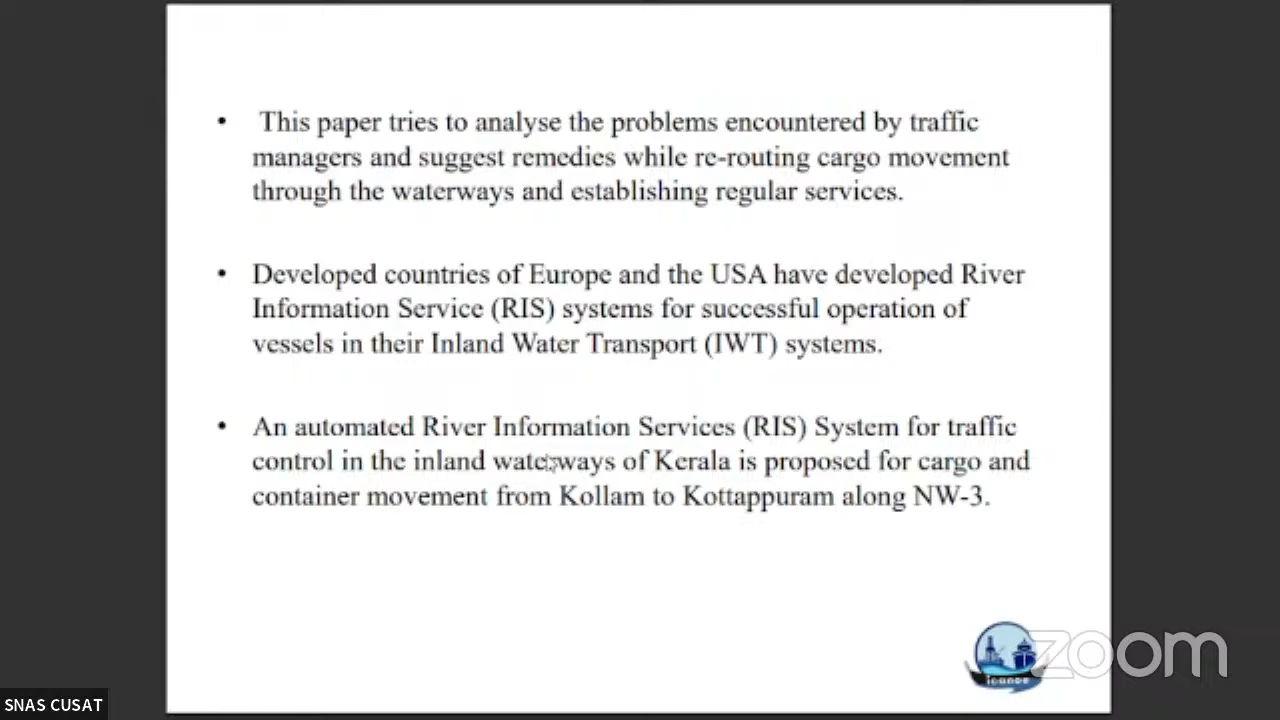 • This paper tries to analyse the problems encountered by traffic
managers and suggest remedies while re-routing cargo movement
through the waterways and establishing regular services.
• Developed countries of Europe and the USA have developed River
Information Service (RIS) systems for successful operation of
vessels in their Inland Water Transport (IWT) systems.
• An automated River Information Services (RIS) System for traffic
control in the inland waterways of Kerala is proposed for cargo and
container movement from Kollam to Kottappuram along NW-3.
zoom
SNAS CUSAT